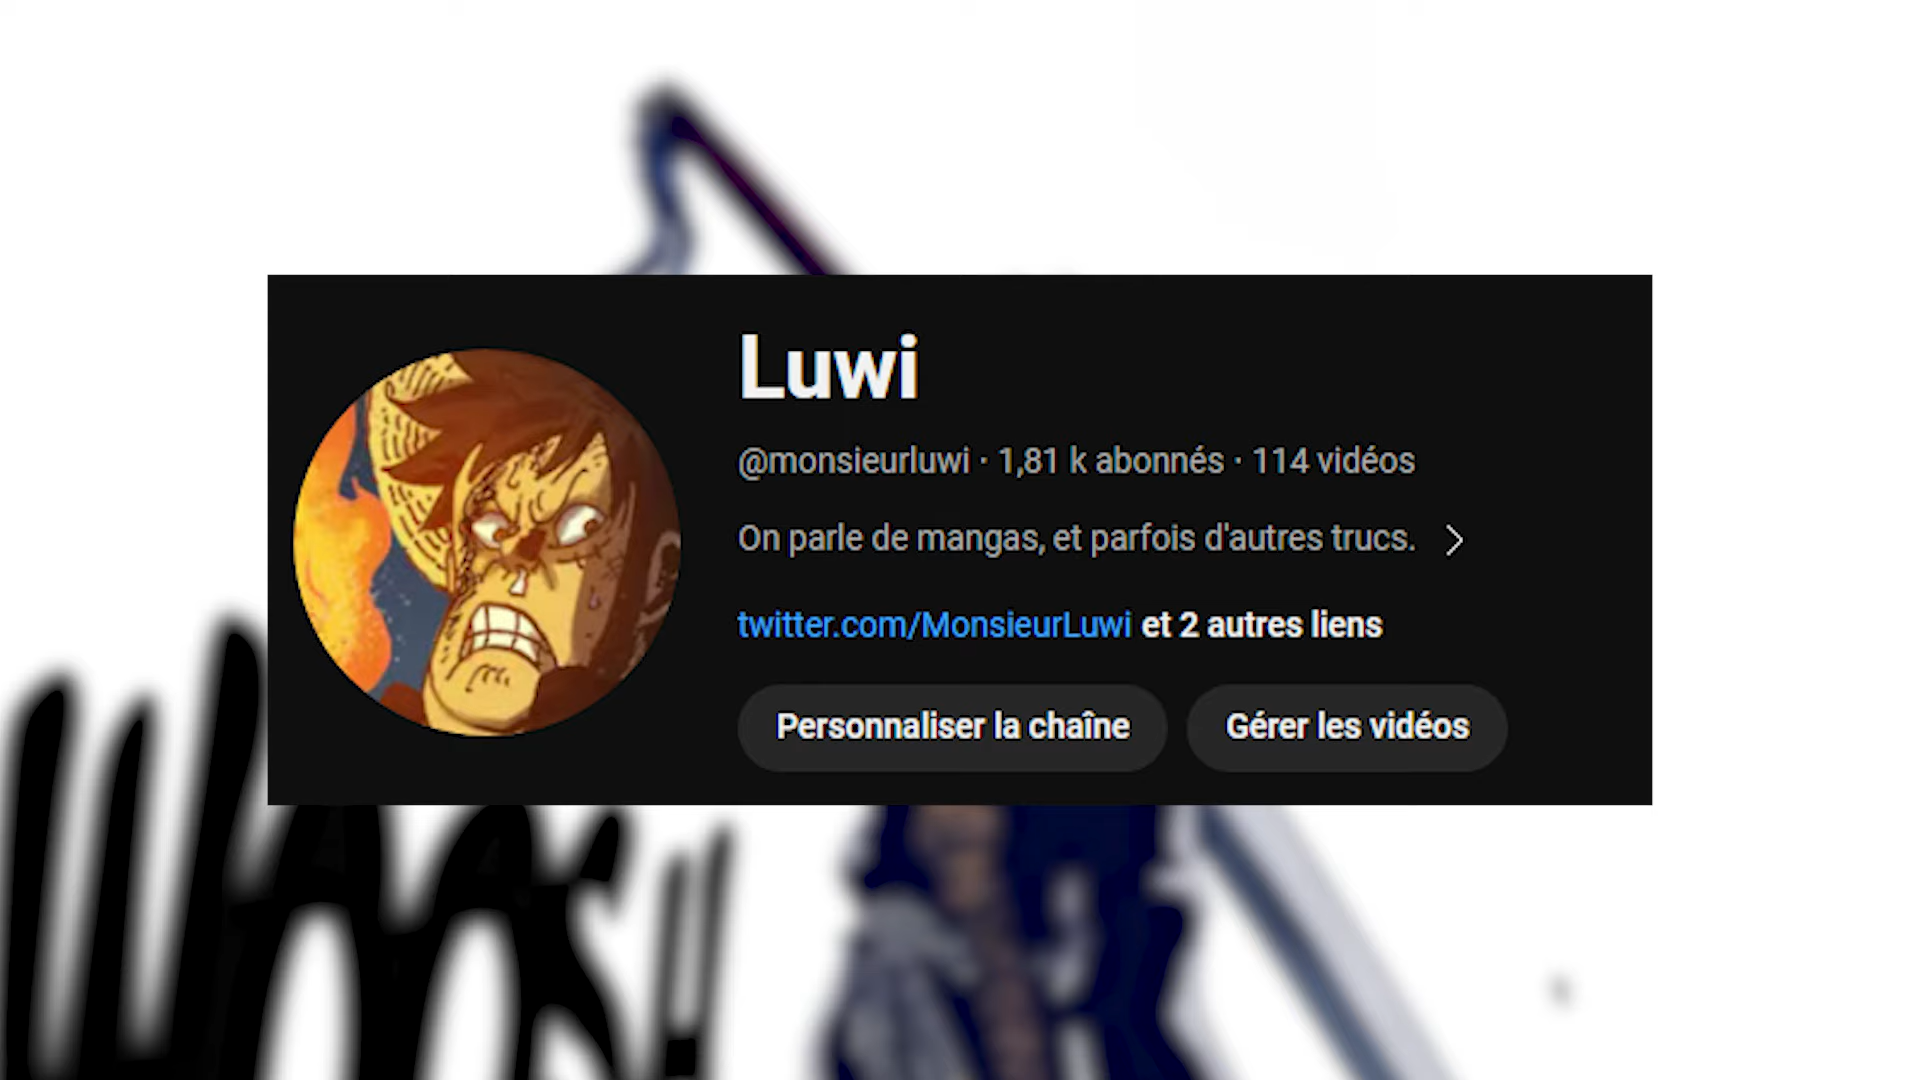 Luwi
@monsieurluwi · 1,81 k abonnés · 114 vidéos
On parle de mangas, et parfois d'autres trucs.
twitter.com/MonsieurLuwi et 2 autres liens
Personnaliser la chaîne
Gérer les vidéos